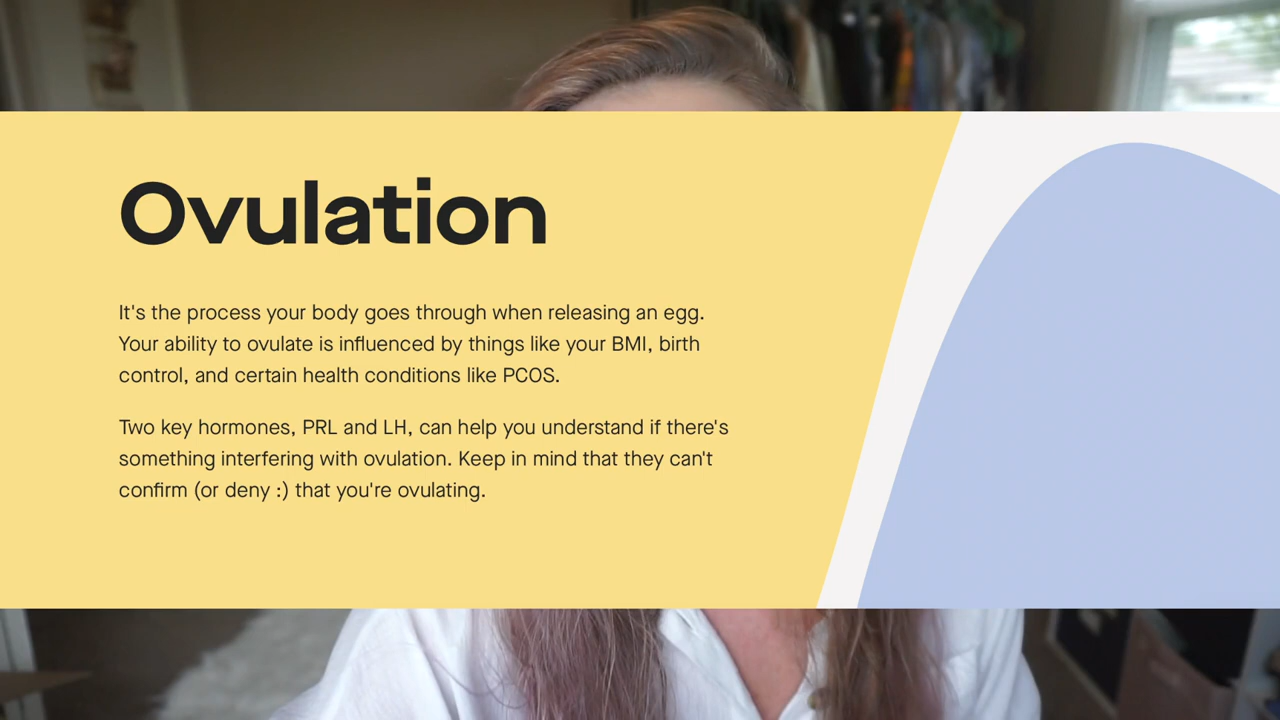 Ovulation
It's the process your body goes through when releasing an egg.
Your ability to ovulate is influenced by things like your BMI, birth
control, and certain health conditions like PCOS.
Two key hormones, PRL and LH, can help you understand if there's
something interfering with ovulation. Keep in mind that they can't
confirm (or deny :) that you're ovulating.